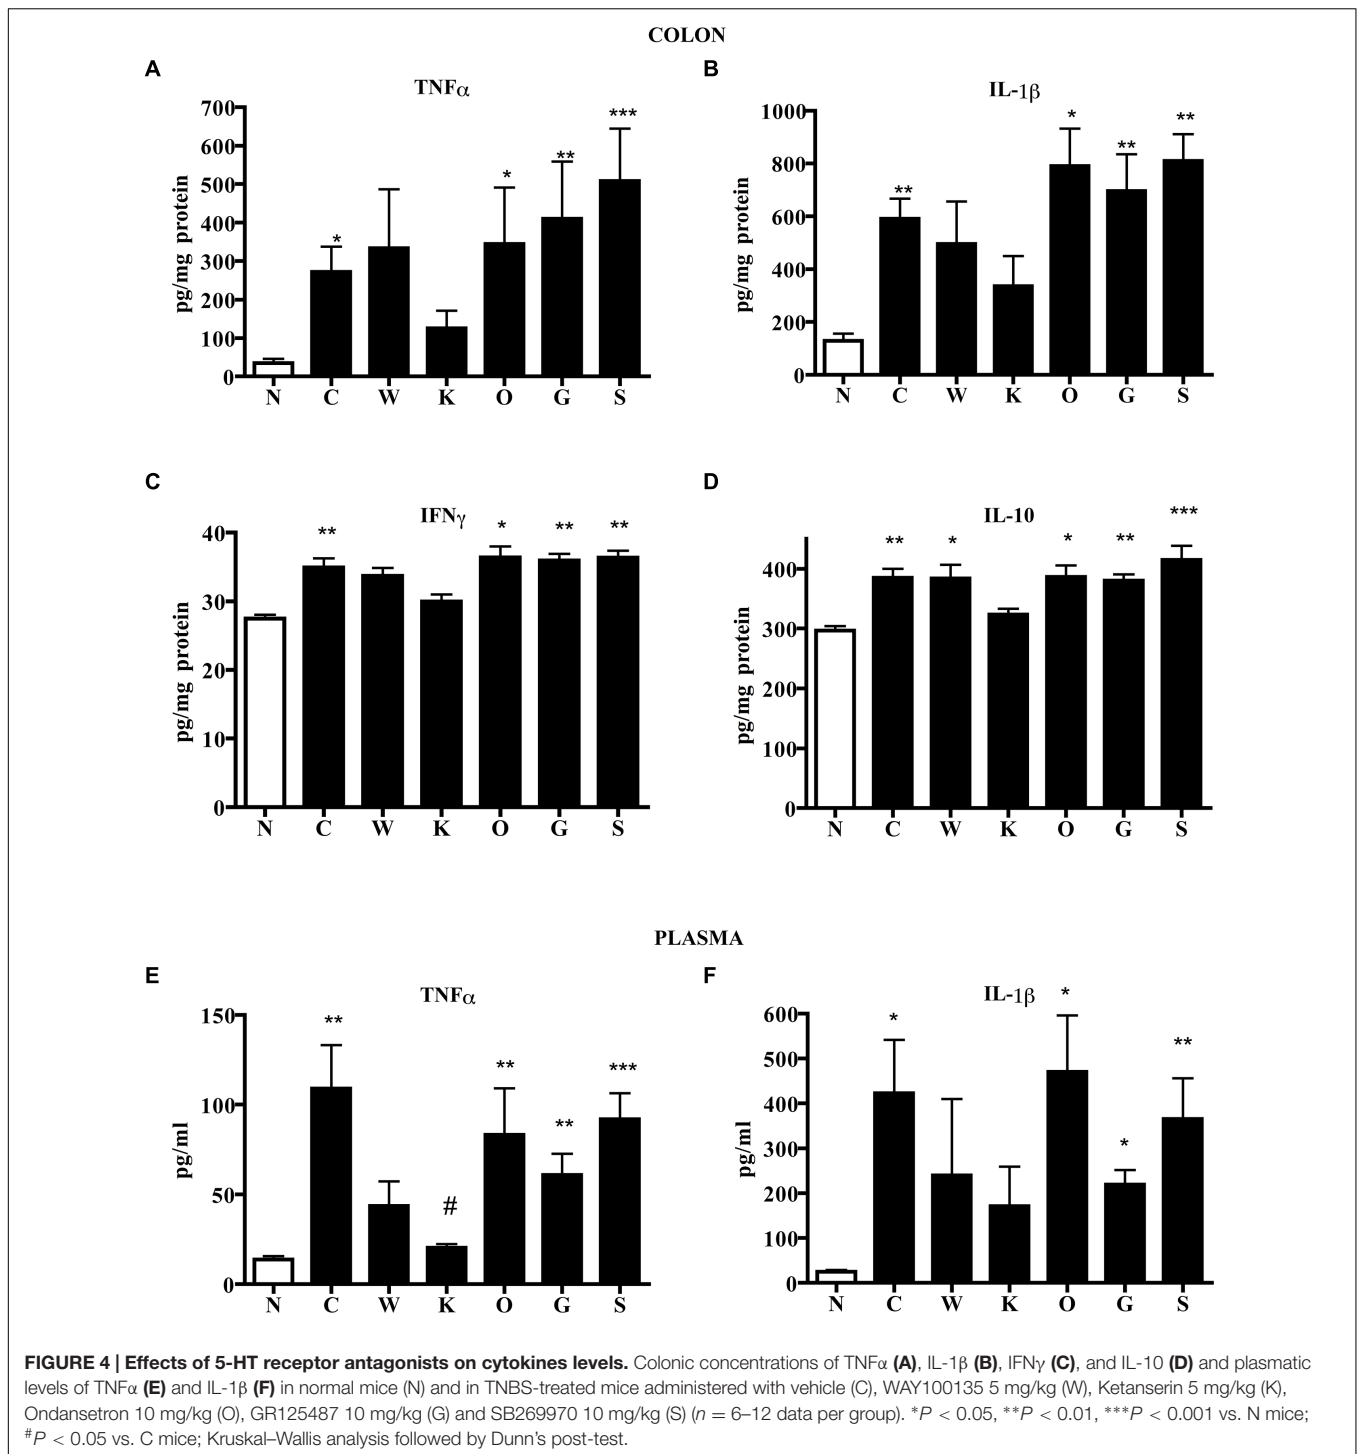 COLON
A
TNFα
700
600
500
400
300
200
100
0
pg/mg protein
*
*
**
***
N C W K O G S
B
IL-1β
1000
800
600
400
200
0
pg/mg protein
**
*
**
**
N C W K O G S
C
IFNγ
40
30
20
10
0
pg/mg protein
**
*
**
**
N C W K O G S
D
IL-10
400
300
200
100
0
pg/mg protein
**
*
*
**
***
N C W K O G S
PLASMA
E
TNFα
150
100
50
0
pg/ml
**
#
**
**
***
N C W K O G S
F
IL-1β
600
500
400
300
200
100
0
pg/ml
*
*
*
**
N C W K O G S
FIGURE 4 | Effects of 5-HT receptor antagonists on cytokines levels. Colonic concentrations of TNFα (A), IL-1β (B), IFNγ (C), and IL-10 (D) and plasmatic
levels of TNFα (E) and IL-1β (F) in normal mice (N) and in TNBS-treated mice administered with vehicle (C), WAY100135 5 mg/kg (W), Ketanserin 5 mg/kg (K),
Ondansetron 10 mg/kg (O), GR125487 10 mg/kg (G) and SB269970 10 mg/kg (S) (n = 6–12 data per group). *P < 0.05, **P < 0.01, ***P < 0.001 vs. N mice;
#P < 0.05 vs. C mice; Kruskal–Wallis analysis followed by Dunn's post-test.